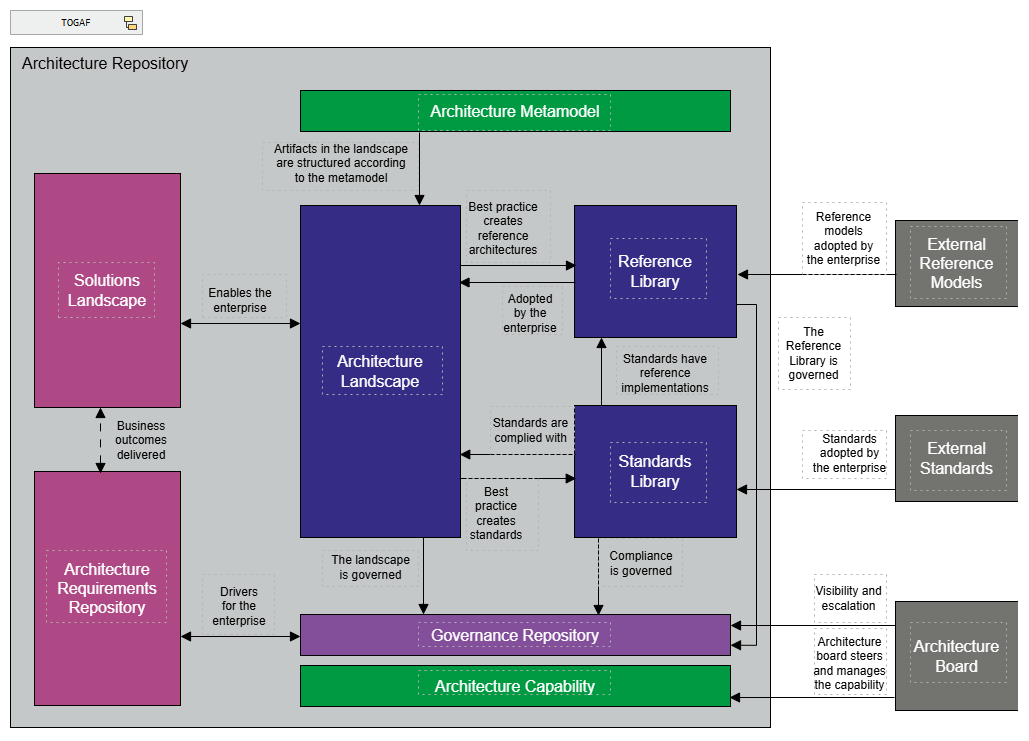 TOGAF
Architecture Repository
Architecture Metamodel
Artifacts in the landscape
are structured according
to the metamodel
Best practice
creates
reference
architectures
Reference
Library
Reference
models
adopted by
the enterprise
External
Reference
Models
Solutions
Landscape
Enables the
enterprise
Adopted
by the
enterprise
Architecture
Landscape
The
Reference
Library is
governed
Standards have
reference
implementations
Business
outcomes
delivered
Standards are
complied with
Standards
Library
Standards
adopted by
the enterprise
External
Standards
Best
practice
creates
standards
Architecture
Requirements
Repository
The landscape
is governed
Compliance
is governed
Drivers
for the
enterprise
Visibility and
escalation
Governance Repository
Architecture
board steers
and manages
the capability
Architecture
Board
Architecture Capability